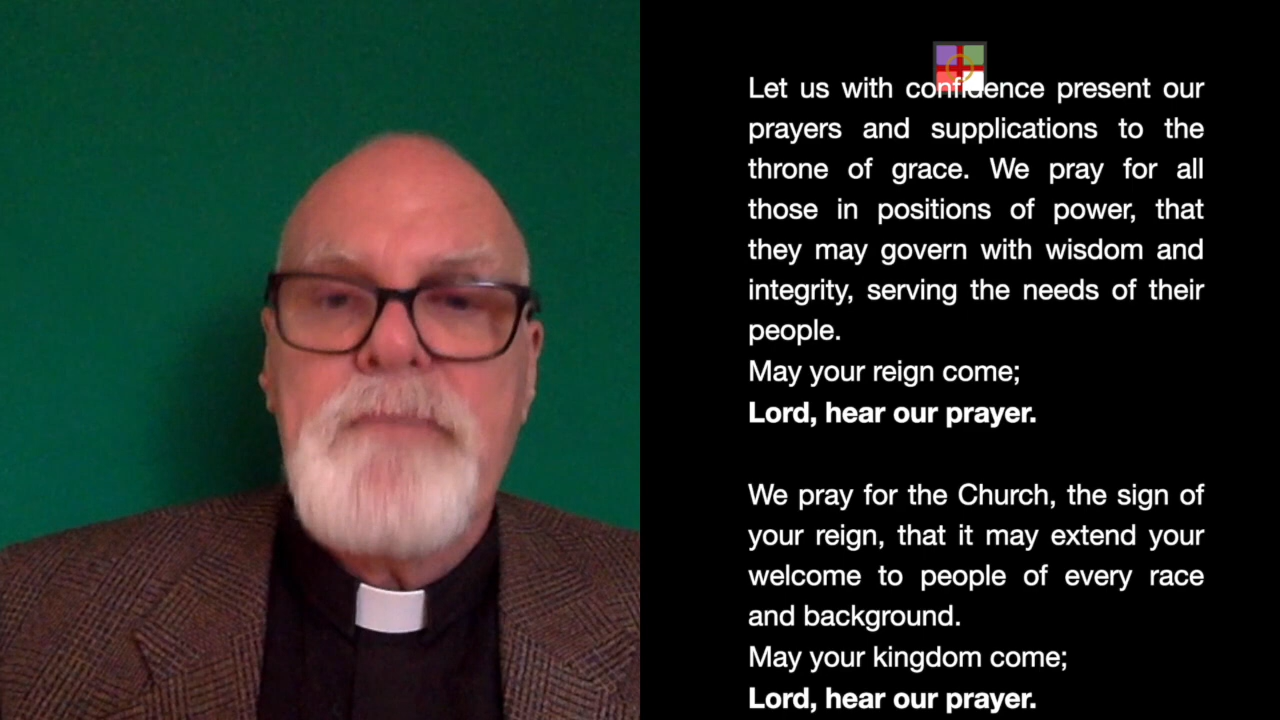 Let us with confidence present our
prayers and supplications to the
throne of grace. We pray for all
those in positions of power, that
they may govern with wisdom and
integrity, serving the needs of their
people.
May your reign come;
Lord, hear our prayer.
We pray for the Church, the sign of
your reign, that it may extend your
welcome to people of every race
and background.
May your kingdom come;
Lord, hear our prayer.